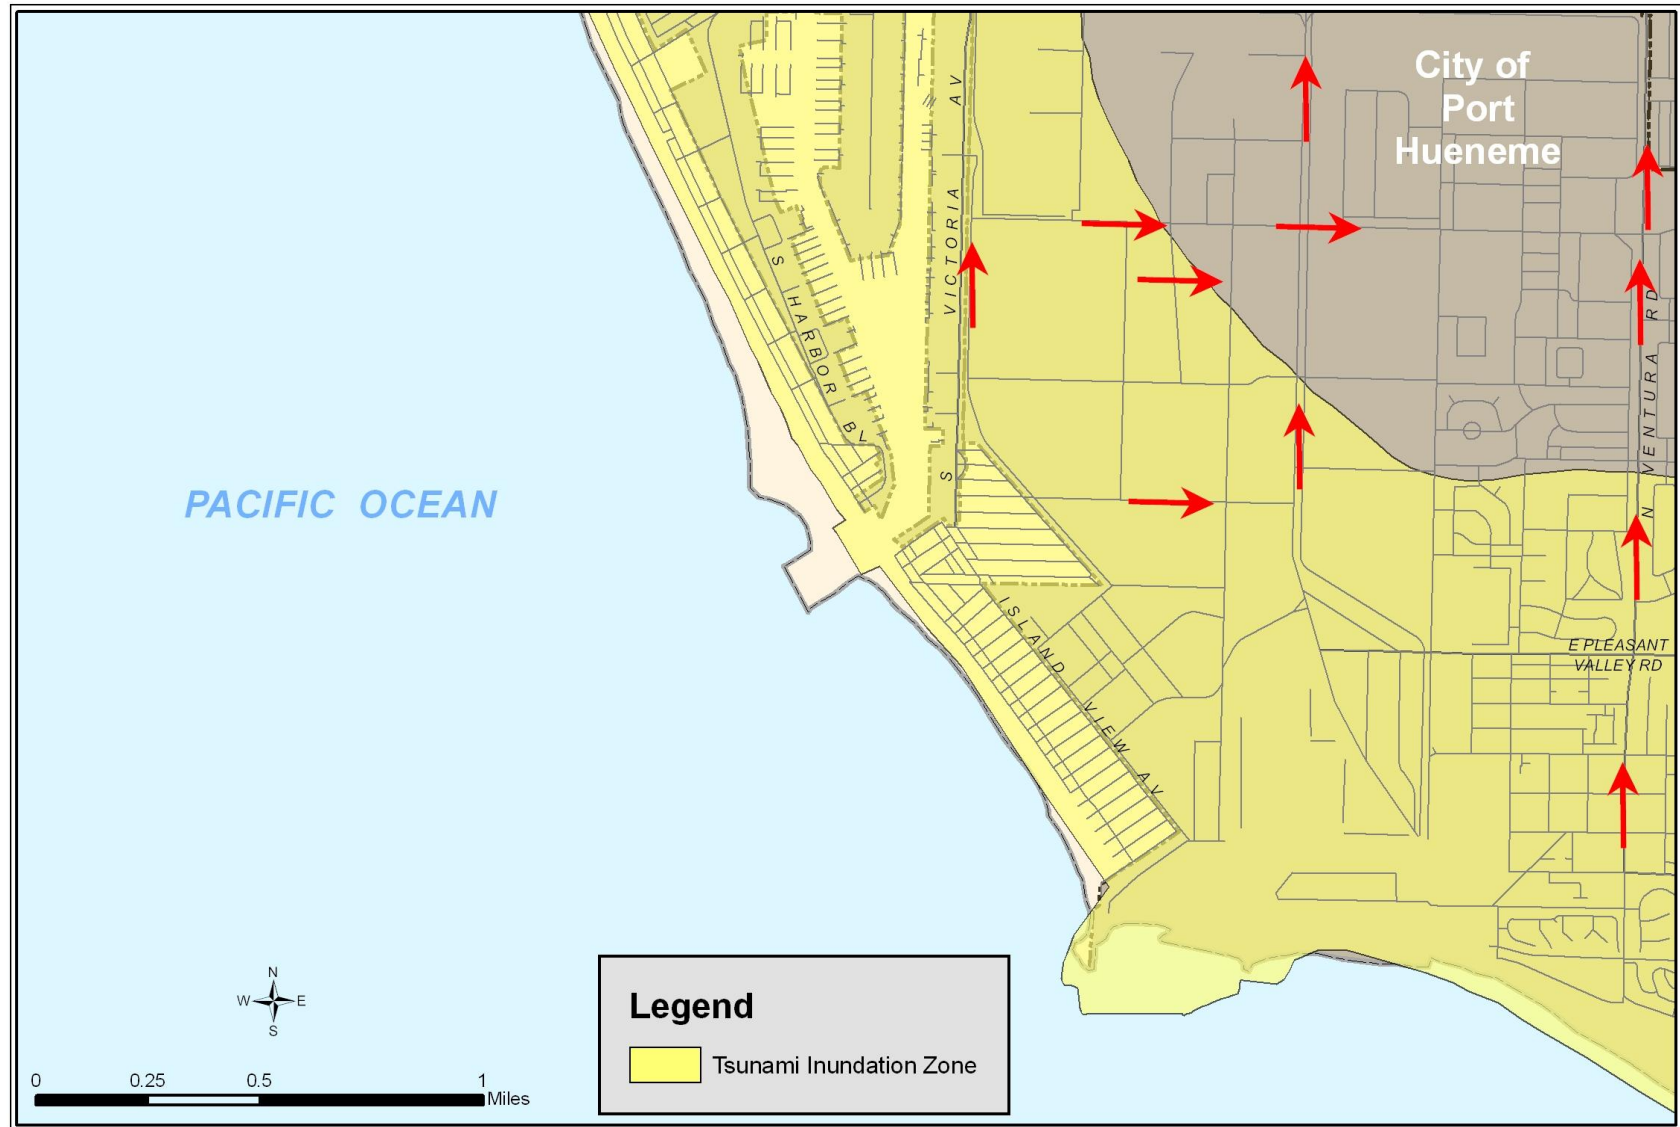 City of
Port
Hueneme
S VICTORIA AV
S HARBOR BL
N VENTURA RD
PACIFIC OCEAN
ISLAND VIEW AV
E PLEASANT
VALLEY RD
N
W E
S
Legend
Tsunami Inundation Zone
0 0.25 0.5 1
Miles